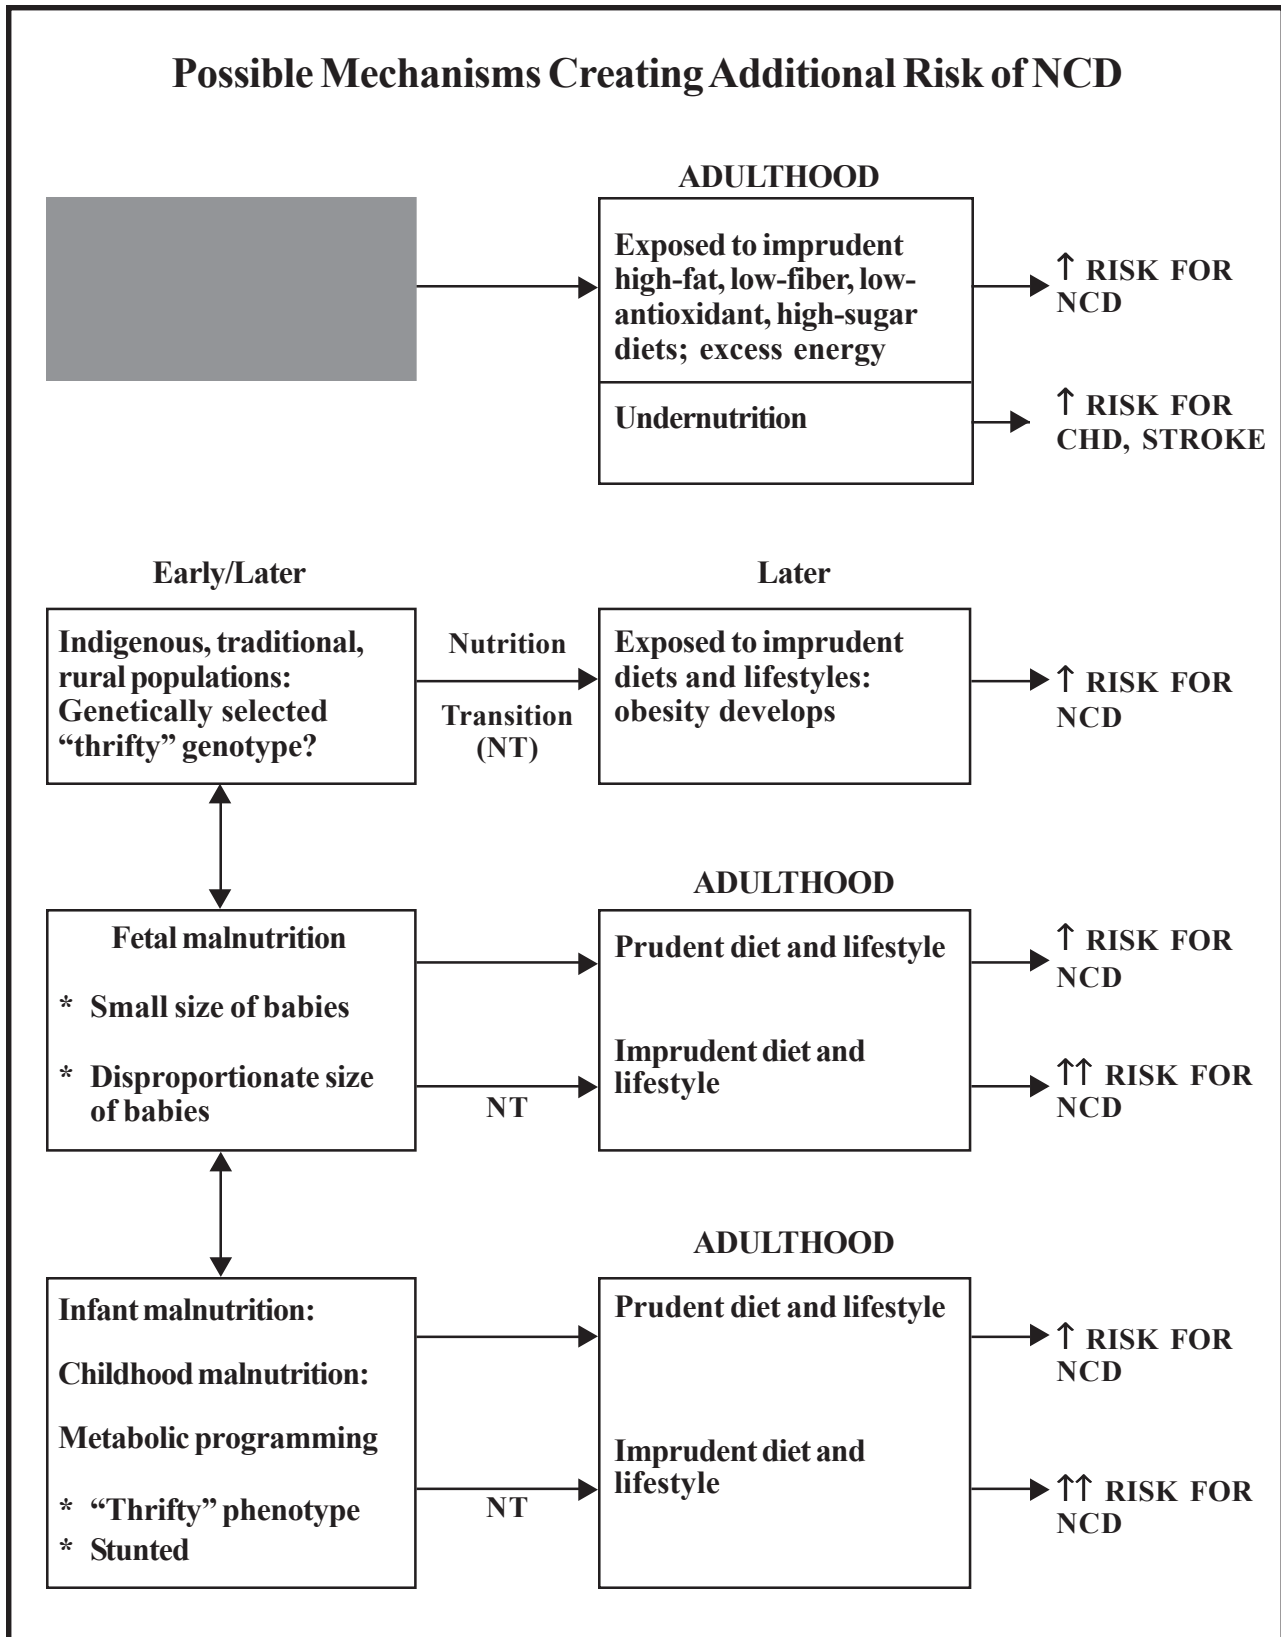 Possible Mechanisms Creating Additional Risk of NCD
ADULTHOOD
Exposed to imprudent
high-fat, low-fiber, low-
antioxidant, high-sugar
diets; excess energy
↑ RISK FOR
NCD
Undernutrition
↑ RISK FOR
CHD, STROKE
Early/Later
Later
Indigenous, traditional,
rural populations:
Genetically selected
“thrifty” genotype?
Nutrition
Transition
(NT)
Exposed to imprudent
diets and lifestyles:
obesity develops
↑ RISK FOR
NCD
ADULTHOOD
Fetal malnutrition
* Small size of babies
* Disproportionate size
of babies
NT
Prudent diet and lifestyle
Imprudent diet and
lifestyle
↑ RISK FOR
NCD
↑↑ RISK FOR
NCD
ADULTHOOD
Infant malnutrition:
Childhood malnutrition:
Metabolic programming
* “Thrifty” phenotype
* Stunted
NT
Prudent diet and lifestyle
Imprudent diet and
lifestyle
↑ RISK FOR
NCD
↑↑ RISK FOR
NCD